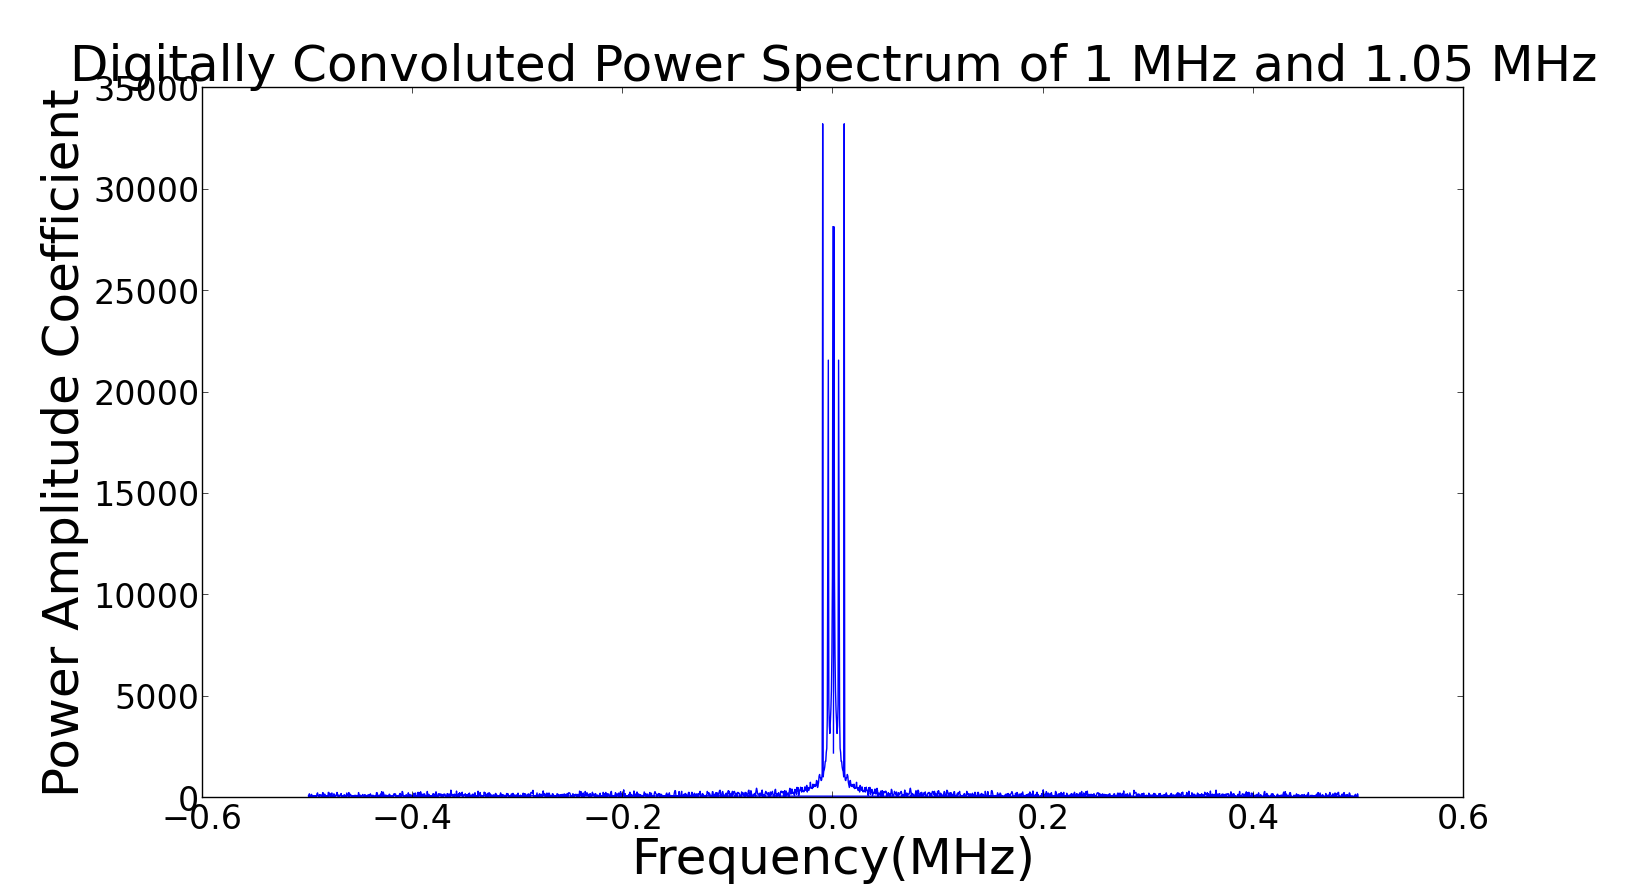 Digitally Convoluted Power Spectrum of 1 MHz and 1.05 MHz
Power Amplitude Coefficient
35000
30000
25000
20000
15000
10000
5000
0
−0.6 −0.4 −0.2 0.0 0.2 0.4 0.6
Frequency(MHz)